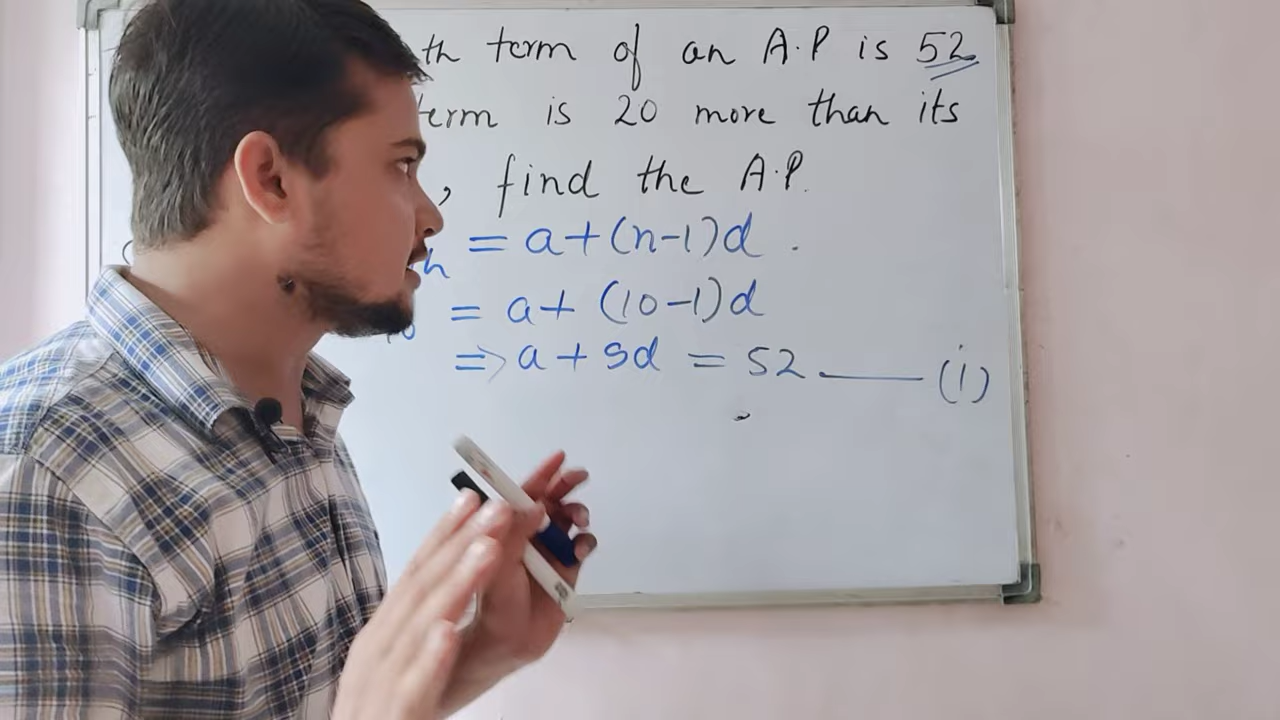 th term of an A.P is 52
term is 20 more than its
, find the A.P.
h = a+(n-1)d .
10 = a+ (10-1)d
=> a + 9d = 52 —— (i)